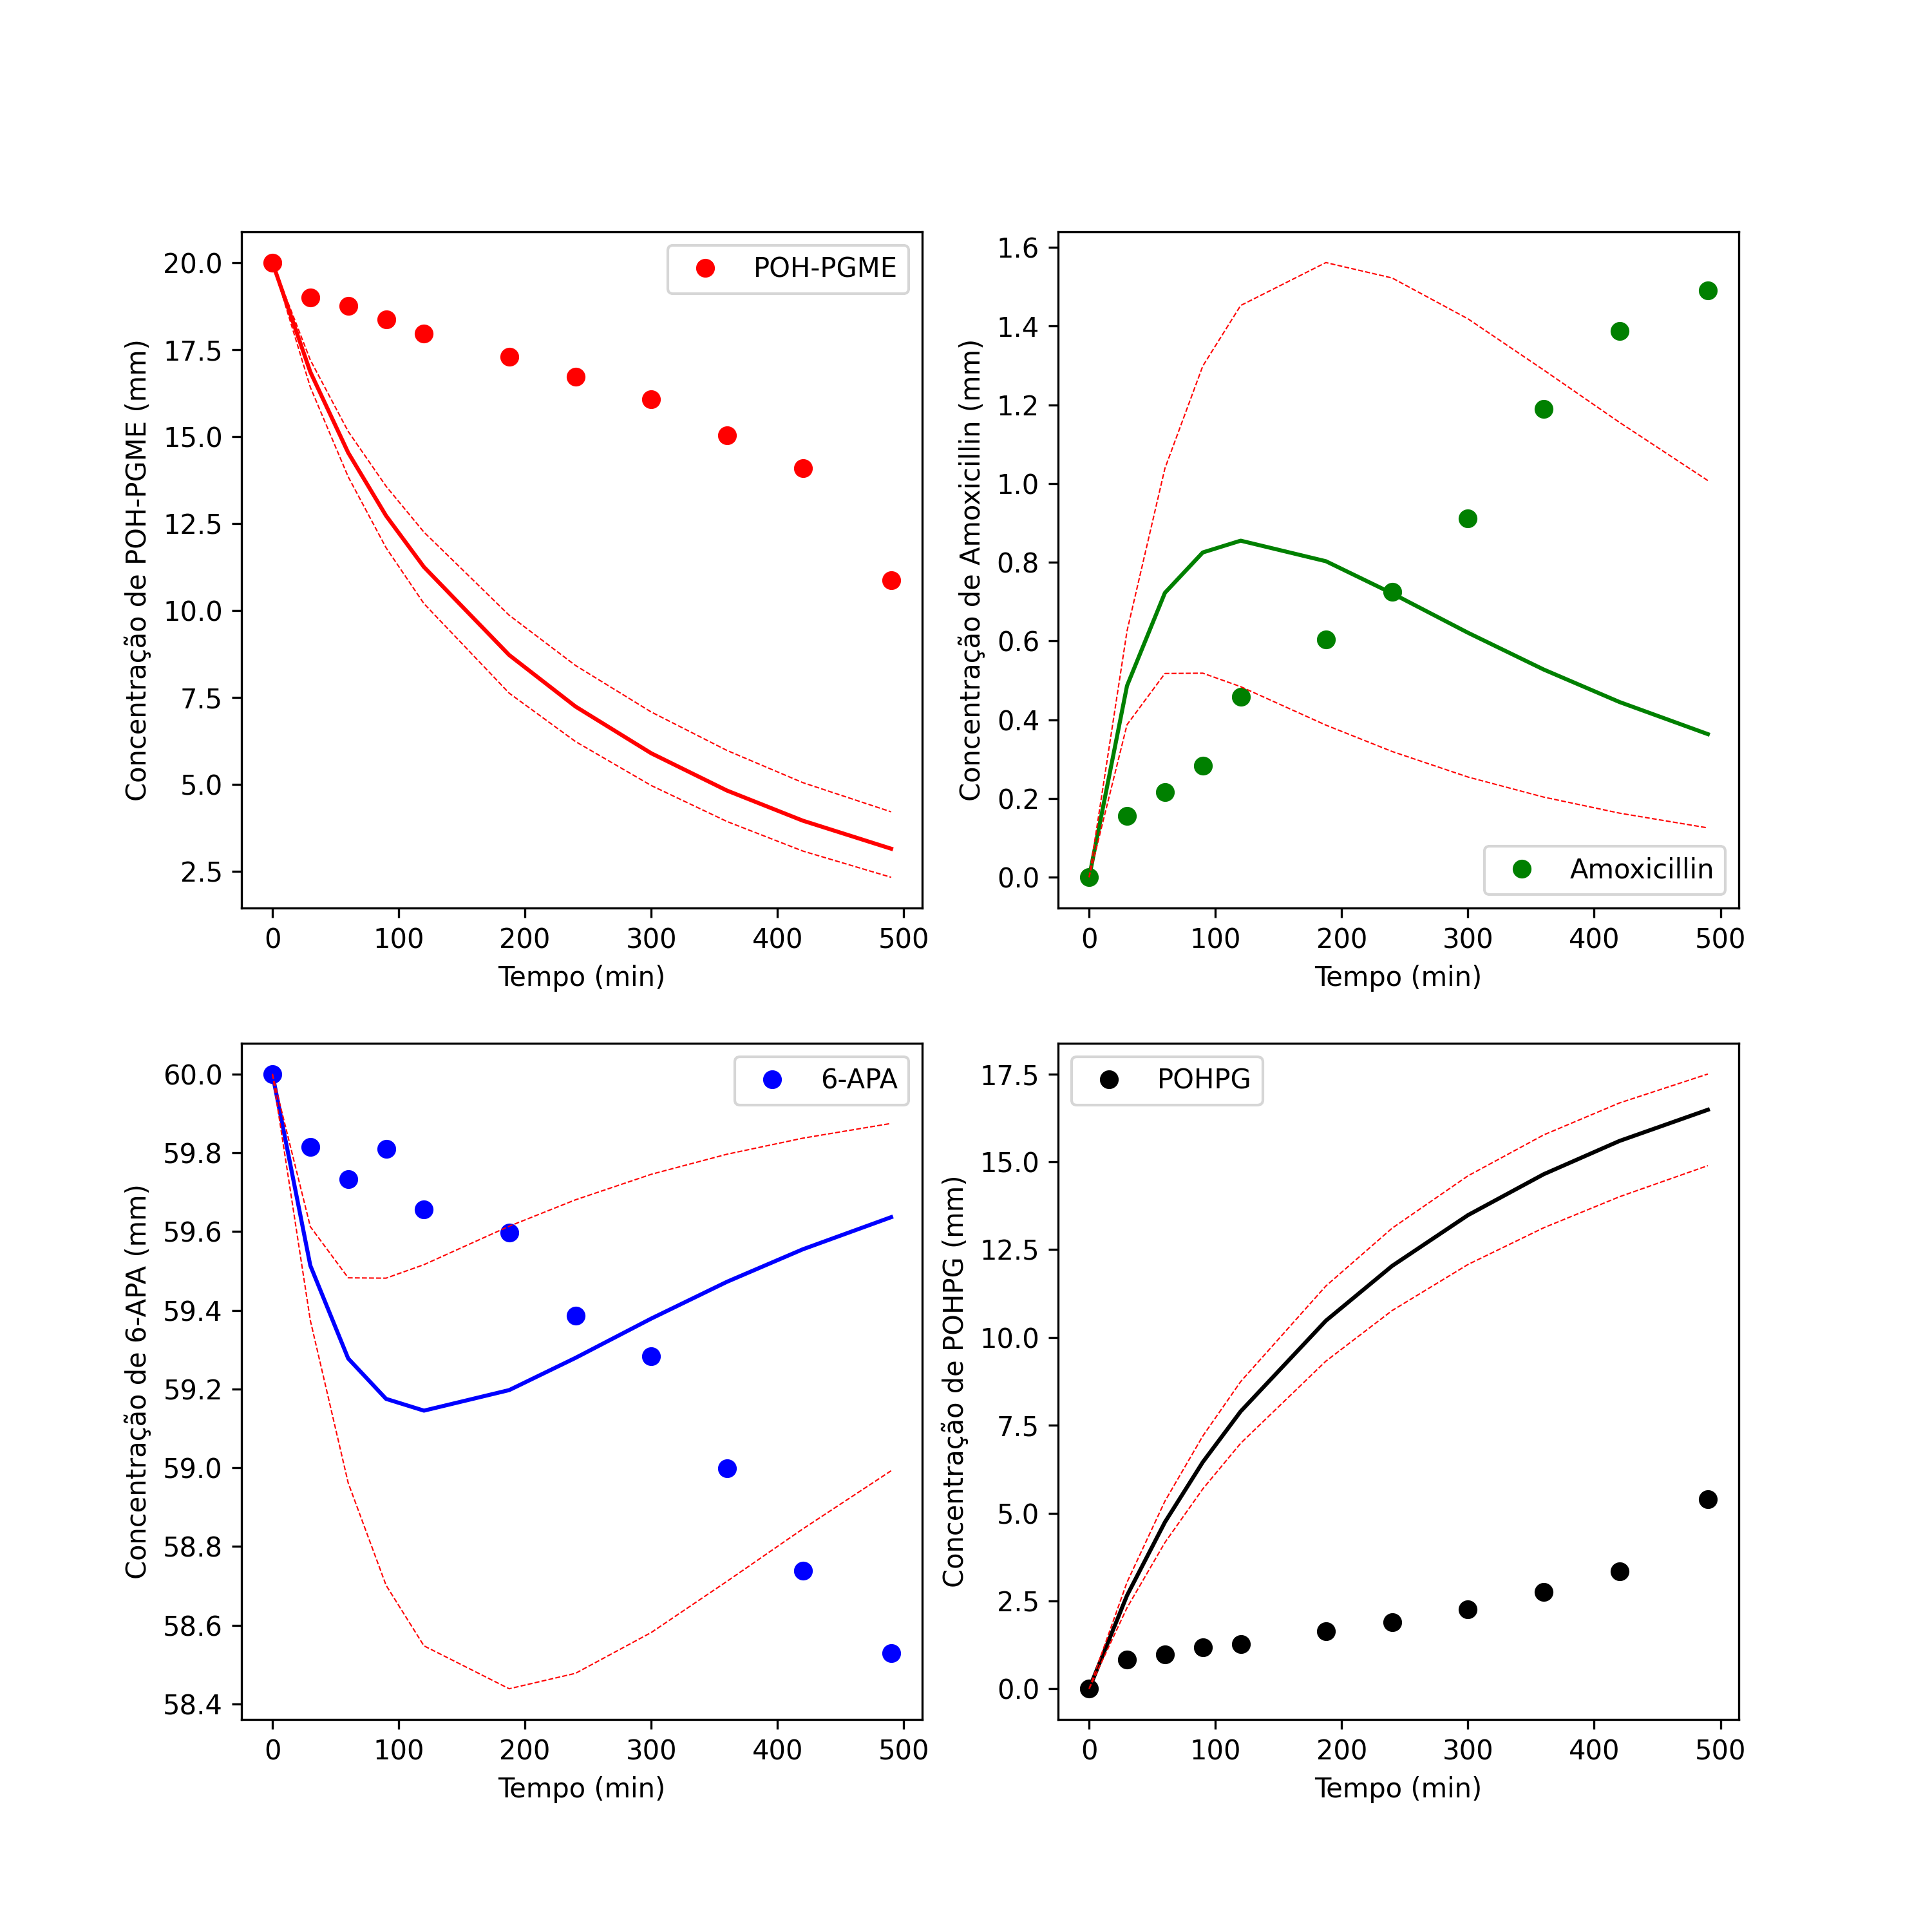 Concentração de POH-PGME (mm)
20.0
17.5
15.0
12.5
10.0
7.5
5.0
2.5
POH-PGME
0 100 200 300 400 500
Tempo (min)
Concentração de Amoxicillin (mm)
1.6
1.4
1.2
1.0
0.8
0.6
0.4
0.2
0.0
Amoxicillin
0 100 200 300 400 500
Tempo (min)
Concentração de 6-APA (mm)
60.0
59.8
59.6
59.4
59.2
59.0
58.8
58.6
58.4
6-APA
0 100 200 300 400 500
Tempo (min)
Concentração de POHPG (mm)
17.5
15.0
12.5
10.0
7.5
5.0
2.5
0.0
POHPG
0 100 200 300 400 500
Tempo (min)